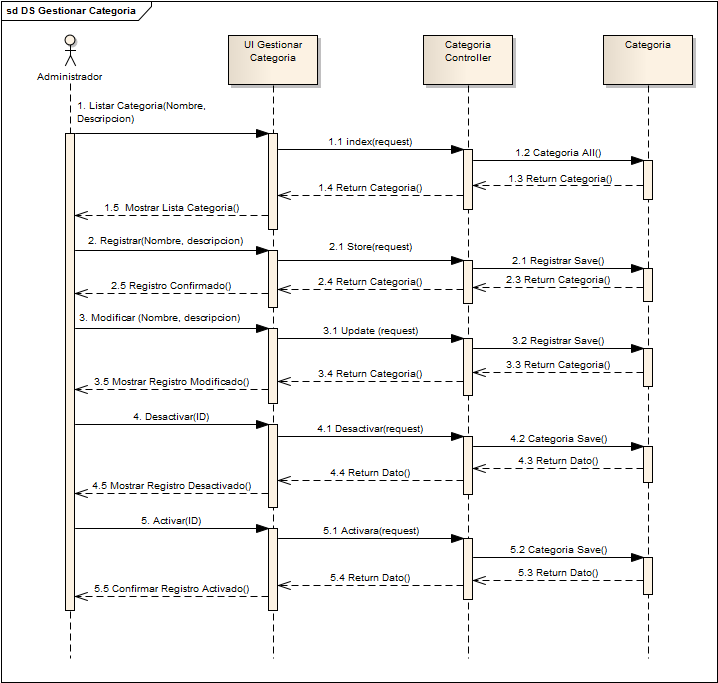 sd DS Gestionar Categoria
Administrador
UI Gestionar
Categoria
Categoria
Controller
Categoria
1. Listar Categoria(Nombre,
Descripcion)
1.1 index(request)
1.2 Categoria All()
1.3 Return Categoria()
1.4 Return Categoria()
1.5 Mostrar Lista Categoria()
2. Registrar(Nombre, descripcion)
2.1 Store(request)
2.1 Registrar Save()
2.3 Return Categoria()
2.4 Return Categoria()
2.5 Registro Confirmado()
3. Modificar (Nombre, descripcion)
3.1 Update (request)
3.2 Registrar Save()
3.3 Return Categoria()
3.4 Return Categoria()
3.5 Mostrar Registro Modificado()
4. Desactivar(ID)
4.1 Desactivar(request)
4.2 Categoria Save()
4.3 Return Dato()
4.4 Return Dato()
4.5 Mostrar Registro Desactivado()
5. Activar(ID)
5.1 Activara(request)
5.2 Categoria Save()
5.3 Return Dato()
5.4 Return Dato()
5.5 Confirmar Registro Activado()